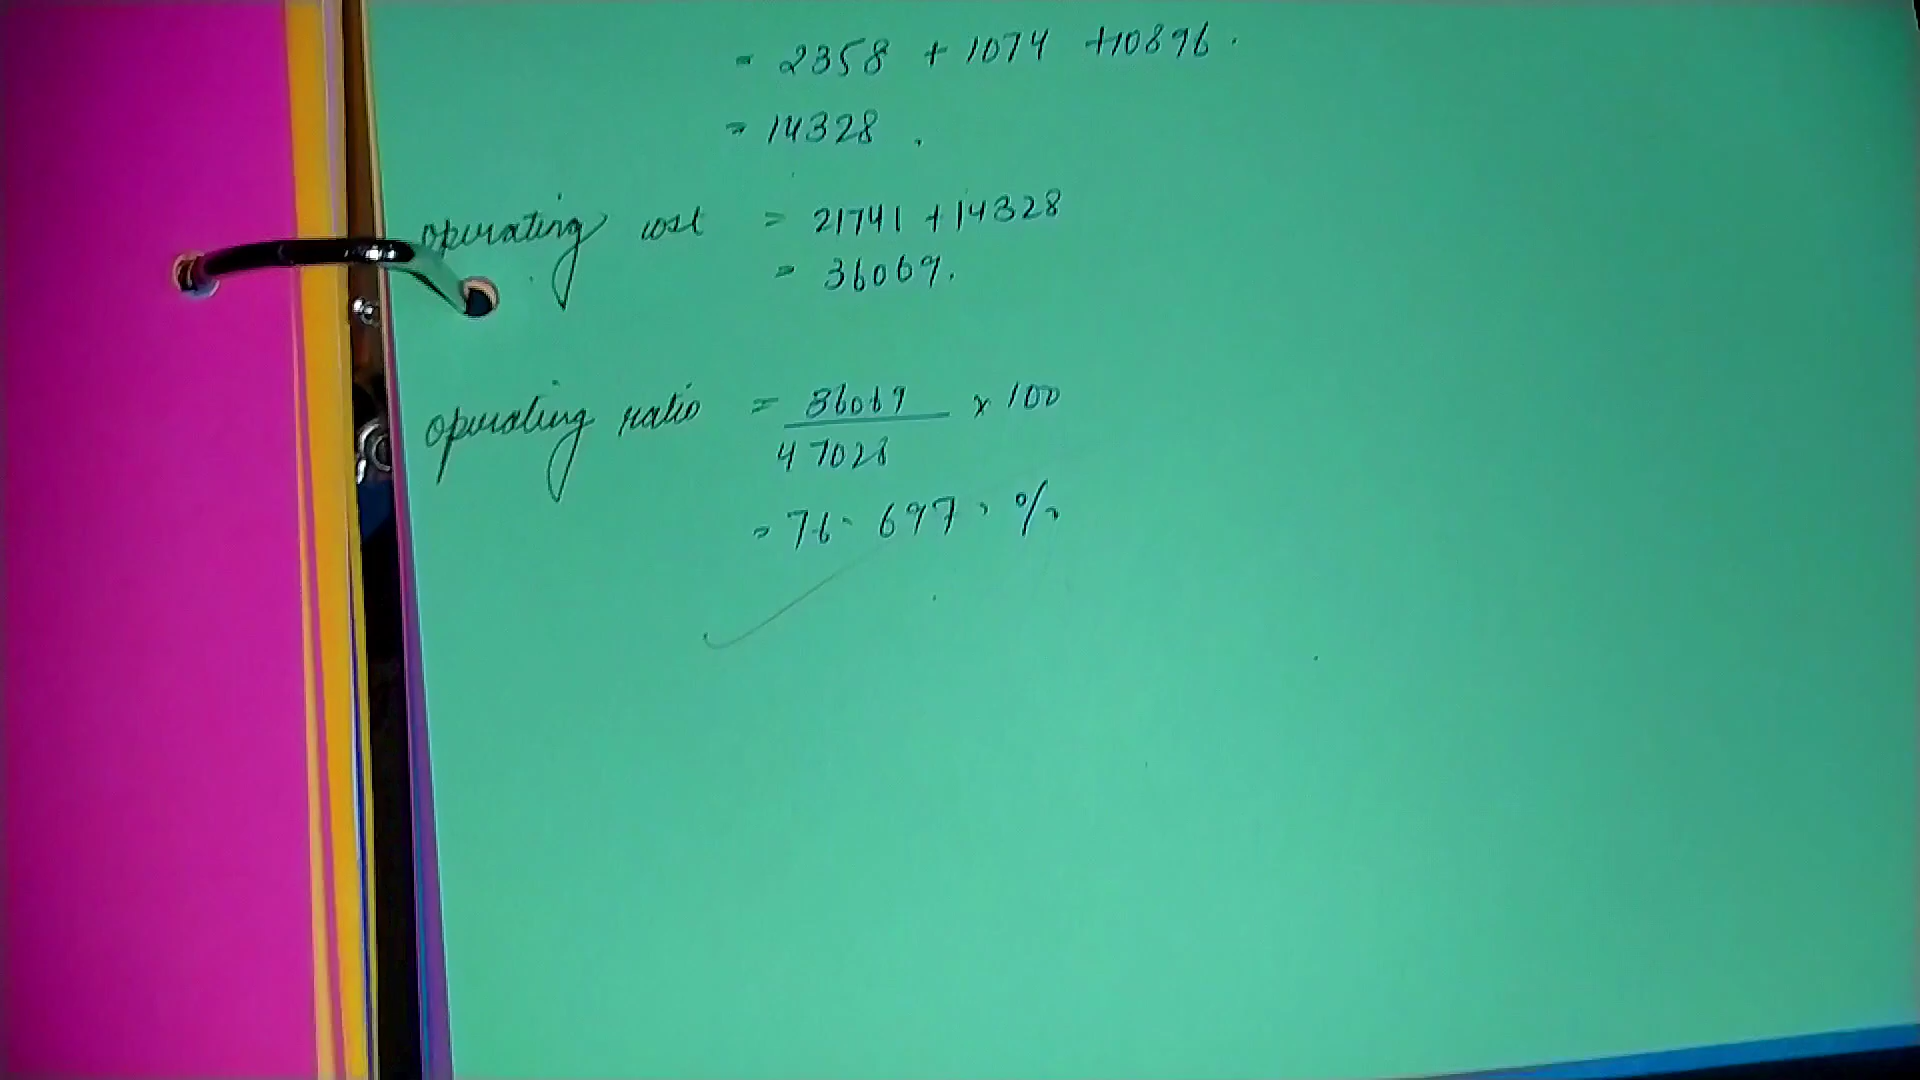 = 2358 + 1074 +10896.
= 14328.
operating cost = 21741 + 14328
= 36069.
operating ratio = 36069 x 100
47028
= 76.697. %